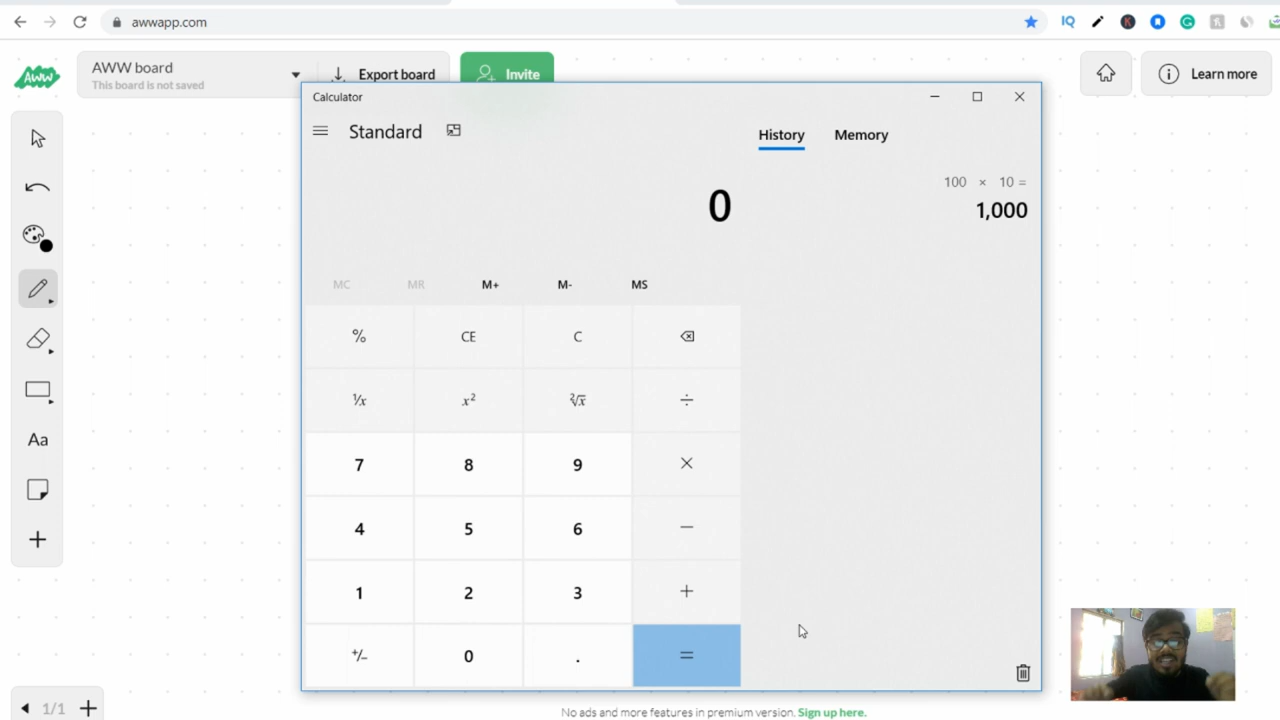 awwapp.com
IQ
K
G
AWW
AWW board
This board is not saved
Export board
Invite
Learn more
Calculator
Standard
History
Memory
0
100 × 10 =
1,000
MC MR M+ M- MS
% CE C
¹/x x² ²√x ÷
7 8 9 ×
4 5 6 −
1 2 3 +
+/− 0 . =
Aa
1/1
No ads and more features in premium version. Sign up here.